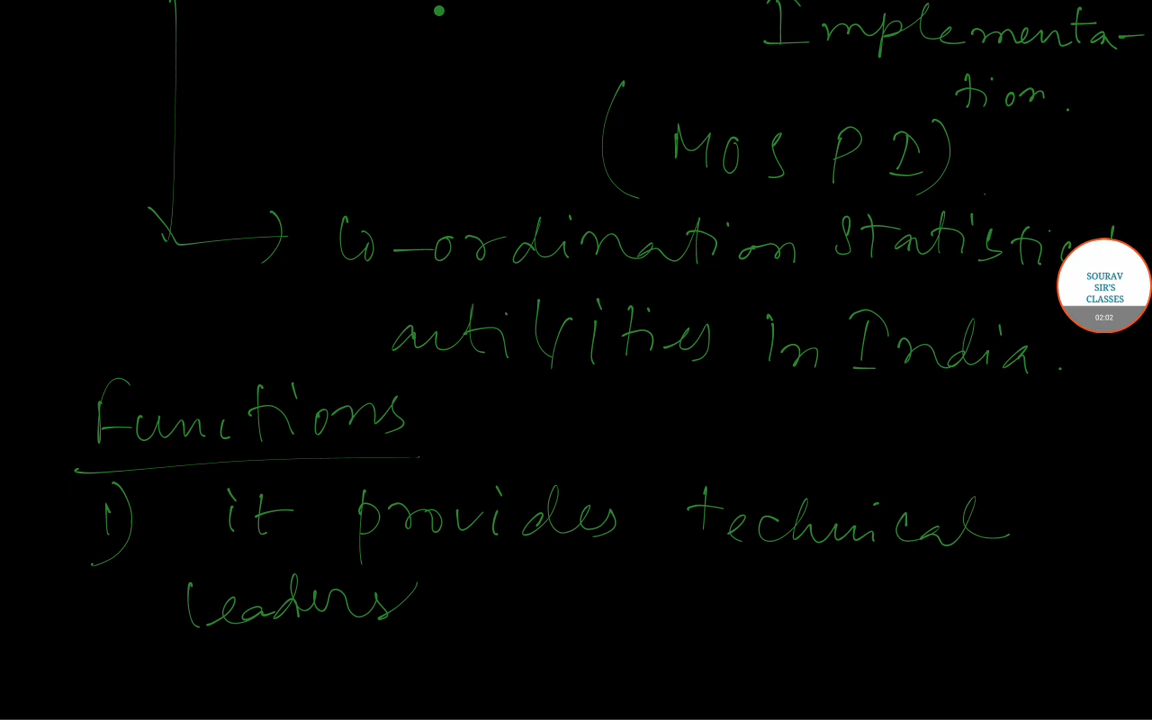 Implementa-
tion.
(MOSPI)
Co-ordination Statistical
activities in India.
SOURAV
SIR'S
CLASSES
02:02
Functions
1) it provides technical
leaders